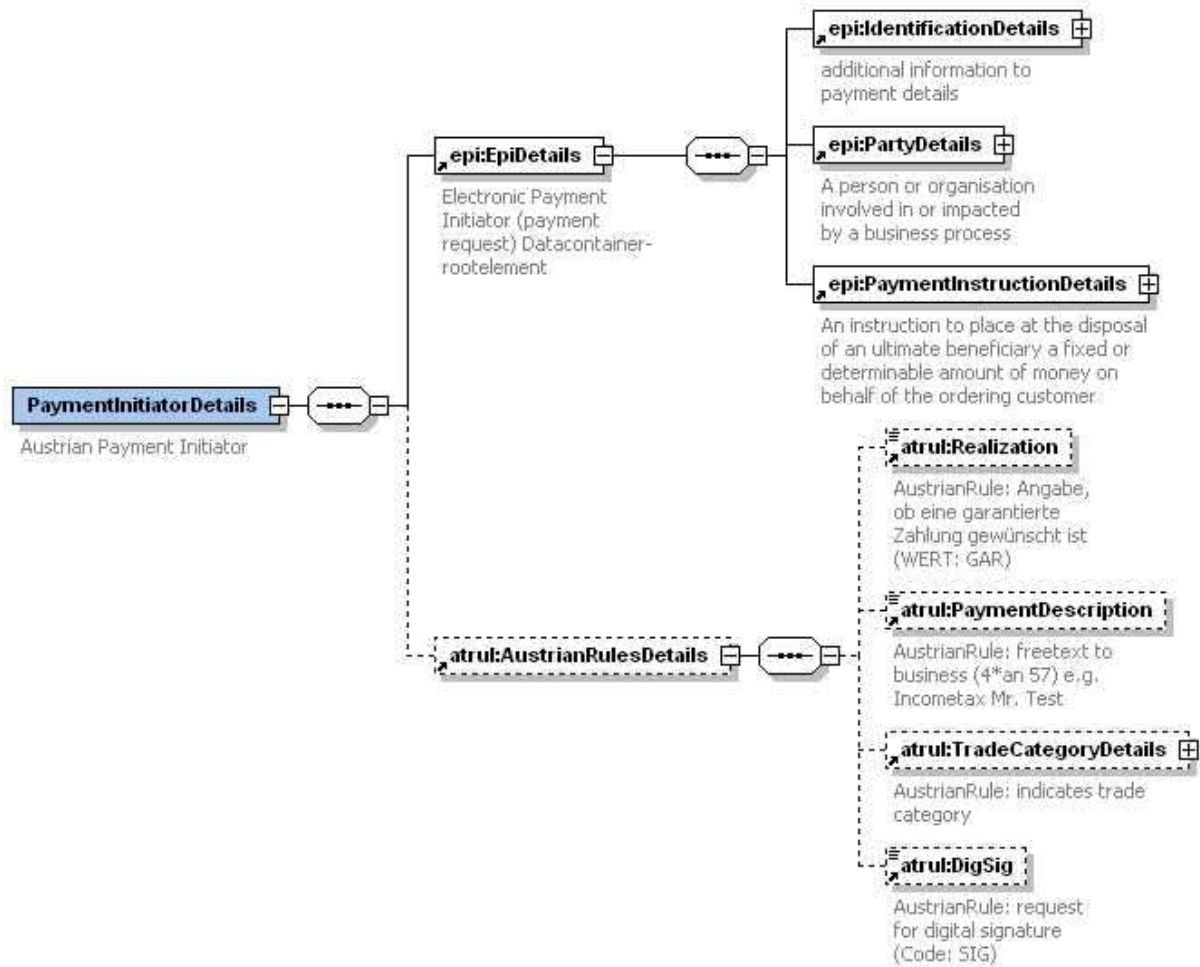 epi:IdentificationDetails
additional information to
payment details
epi:PartyDetails
A person or organisation
involved in or impacted
by a business process
epi:EpiDetails
Electronic Payment
Initiator (payment
request) Datacontainer-
rootelement
epi:PaymentInstructionDetails
An instruction to place at the disposal
of an ultimate beneficiary a fixed or
determinable amount of money on
behalf of the ordering customer
PaymentInitiatorDetails
Austrian Payment Initiator
atrul:AustrianRulesDetails
atrul:Realization
AustrianRule: Angabe,
ob eine garantierte
Zahlung gewünscht ist
(WERT: GAR)
atrul:PaymentDescription
AustrianRule: freetext to
business (4*an 57) e.g.
Incometax Mr. Test
atrul:TradeCategoryDetails
AustrianRule: indicates trade
category
atrul:DigSig
AustrianRule: request
for digital signature
(Code: SIG)